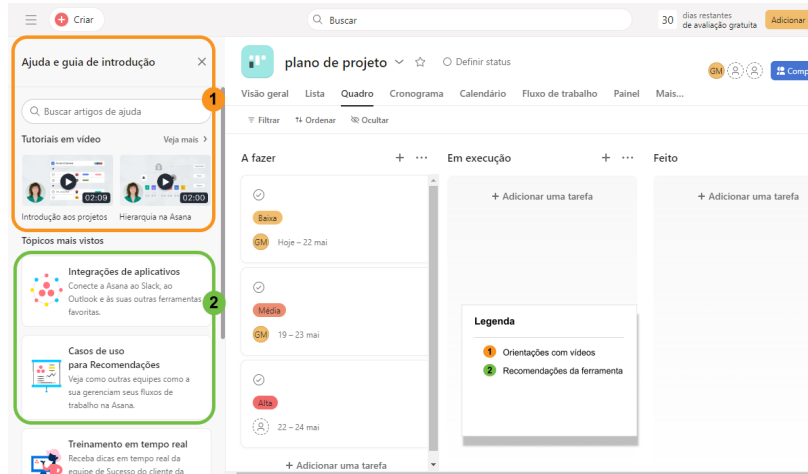 Criar
Buscar
30 dias restantes
de avaliação gratuita
Adicionar
Ajuda e guia de introdução
1
Buscar artigos de ajuda
Tutoriais em vídeo
Veja mais
02:09
02:00
Introdução aos projetos
Hierarquia na Asana
Tópicos mais vistos
Integrações de aplicativos
Conecte a Asana ao Slack, ao
Outlook e às suas outras ferramentas
favoritas.
2
Casos de uso
para Recomendações
Veja como outras equipes como a
sua gerenciam seus fluxos de
trabalho na Asana.
Treinamento em tempo real
Receba dicas em tempo real da
equipe de Sucesso do cliente da
plano de projeto
Definir status
GM
Comp
Visão geral Lista Quadro Cronograma Calendário Fluxo de trabalho Painel Mais...
Filtrar Ordenar Ocultar
A fazer
Baixa
GM Hoje – 22 mai
Média
GM 19 – 23 mai
Alta
22 – 24 mai
+ Adicionar uma tarefa
Em execução
+ Adicionar uma tarefa
Legenda
1 Orientações com vídeos
2 Recomendações da ferramenta
Feito
+ Adicionar uma tarefa